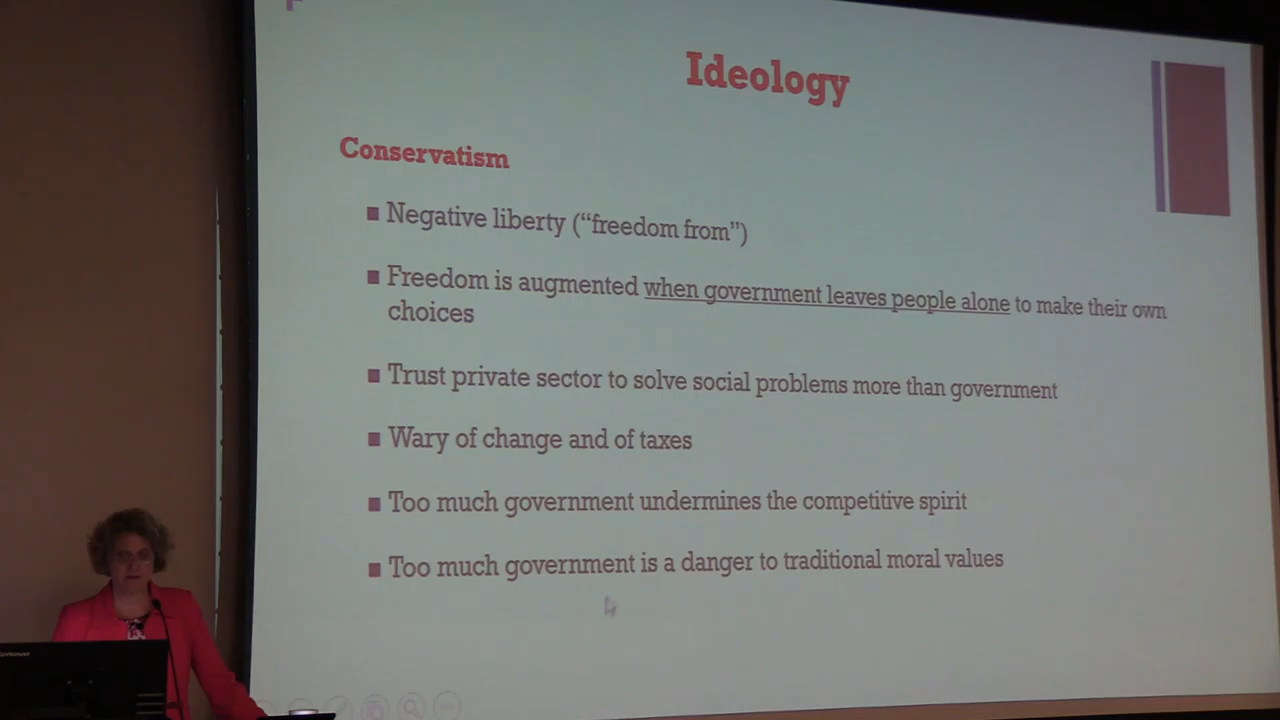 Ideology
Conservatism
Negative liberty (“freedom from”)
Freedom is augmented when government leaves people alone to make their own
choices
Trust private sector to solve social problems more than government
Wary of change and of taxes
Too much government undermines the competitive spirit
Too much government is a danger to traditional moral values